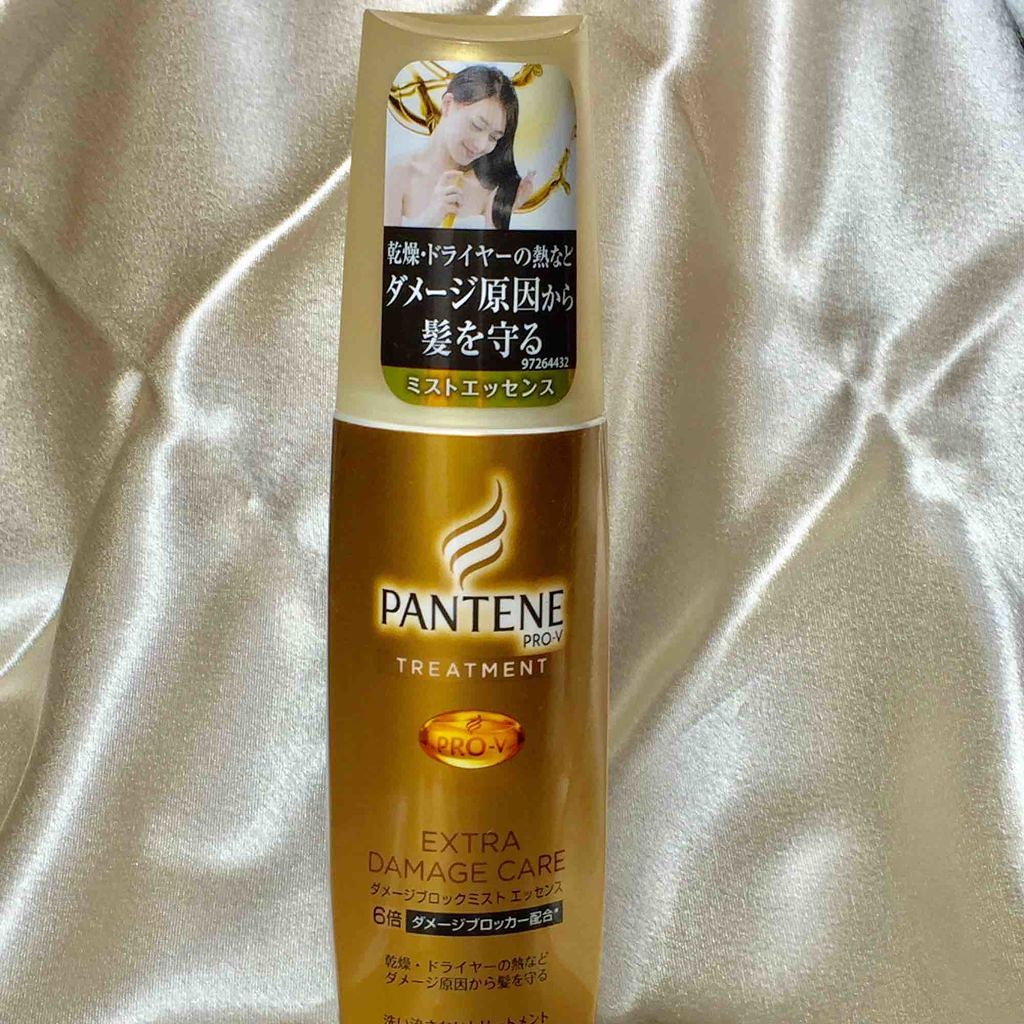 乾燥・ドライヤーの熱など
ダメージ原因から
髪を守る
97264432
ミストエッセンス
PANTENE
PRO-V
TREATMENT
PRO-V
EXTRA
DAMAGE CARE
ダメージブロックミスト エッセンス
6倍 ダメージブロッカー配合*
乾燥・ドライヤーの熱など
ダメージ原因から髪を守る